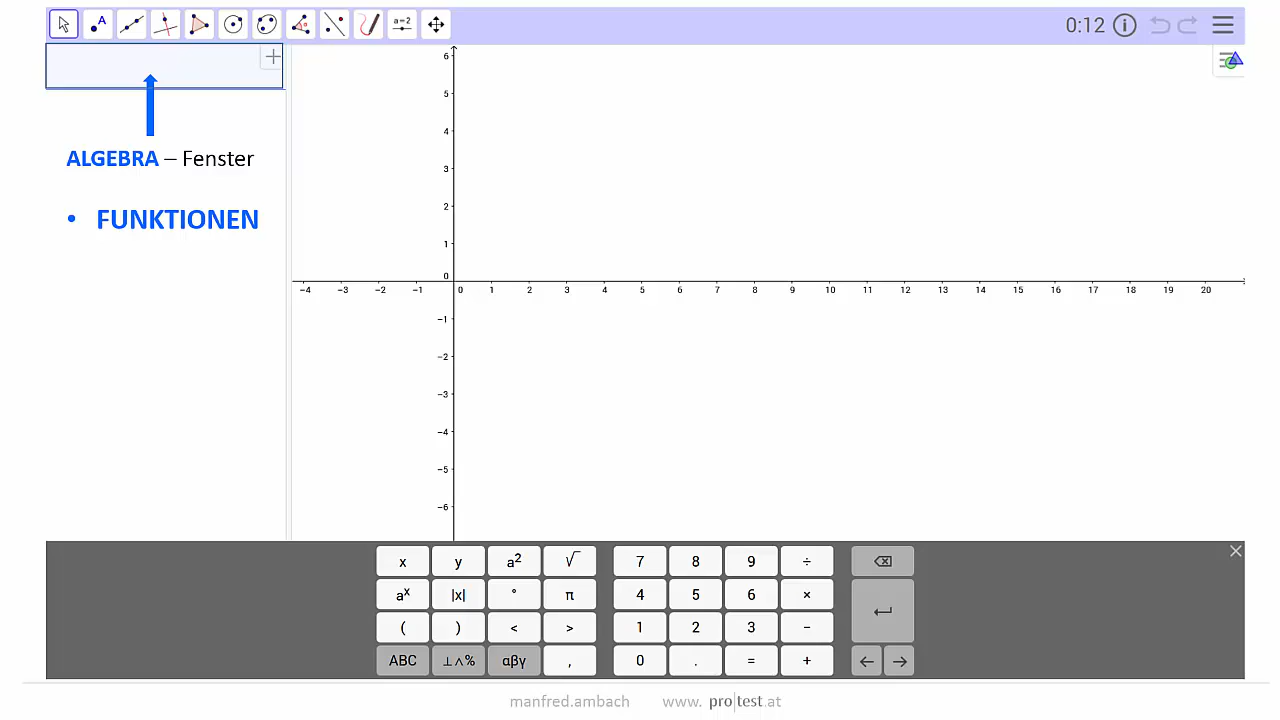 A
a=2
0:12
ALGEBRA – Fenster
• FUNKTIONEN
6
5
4
3
2
1
0
−4 −3 −2 −1 0 1 2 3 4 5 6 7 8 9 10 11 12 13 14 15 16 17 18 19 20
−1
−2
−3
−4
−5
−6
x y a² √ 7 8 9 ÷
aˣ |x| ° π 4 5 6 ×
( ) < > 1 2 3 −
ABC ⊥∧% αβγ , 0 . = +
manfred.ambach www. pro|test.at